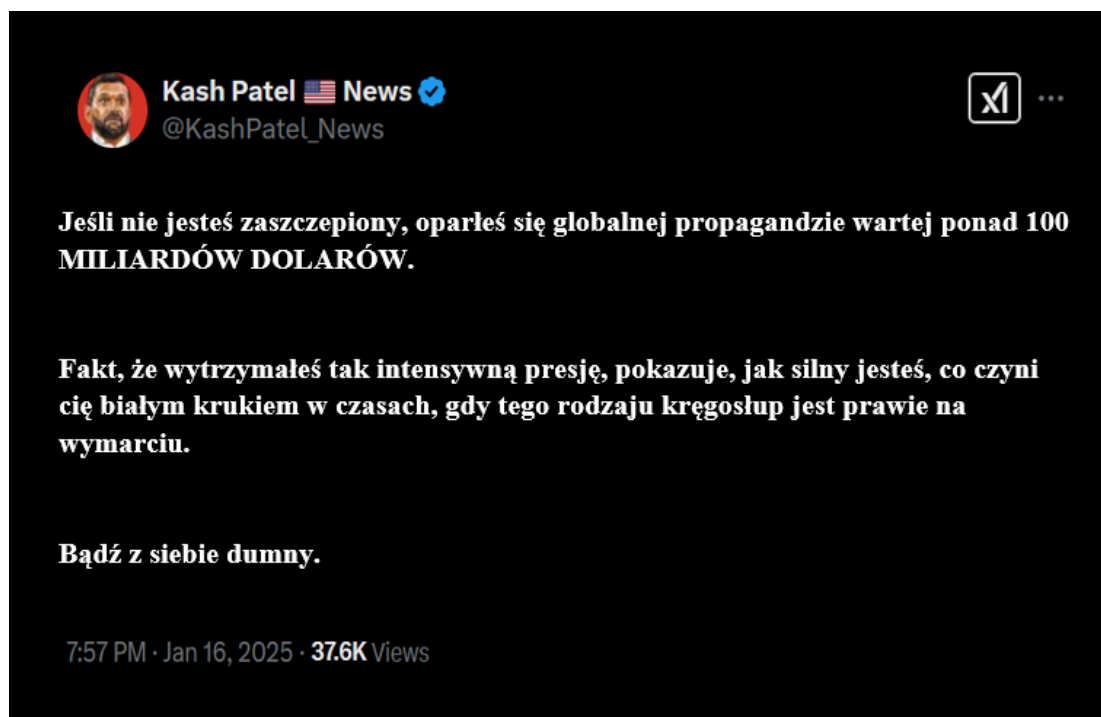 Kash Patel 🇺🇸 News
@KashPatel_News
Jeśli nie jesteś zaszczepiony, oparłeś się globalnej propagandzie wartej ponad 100
MILIARDÓW DOLARÓW.
Fakt, że wytrzymałeś tak intensywną presję, pokazuje, jak silny jesteś, co czyni
cię białym krukiem w czasach, gdy tego rodzaju kręgosłup jest prawie na
wymarciu.
Bądź z siebie dumny.
7:57 PM · Jan 16, 2025 · 37.6K Views